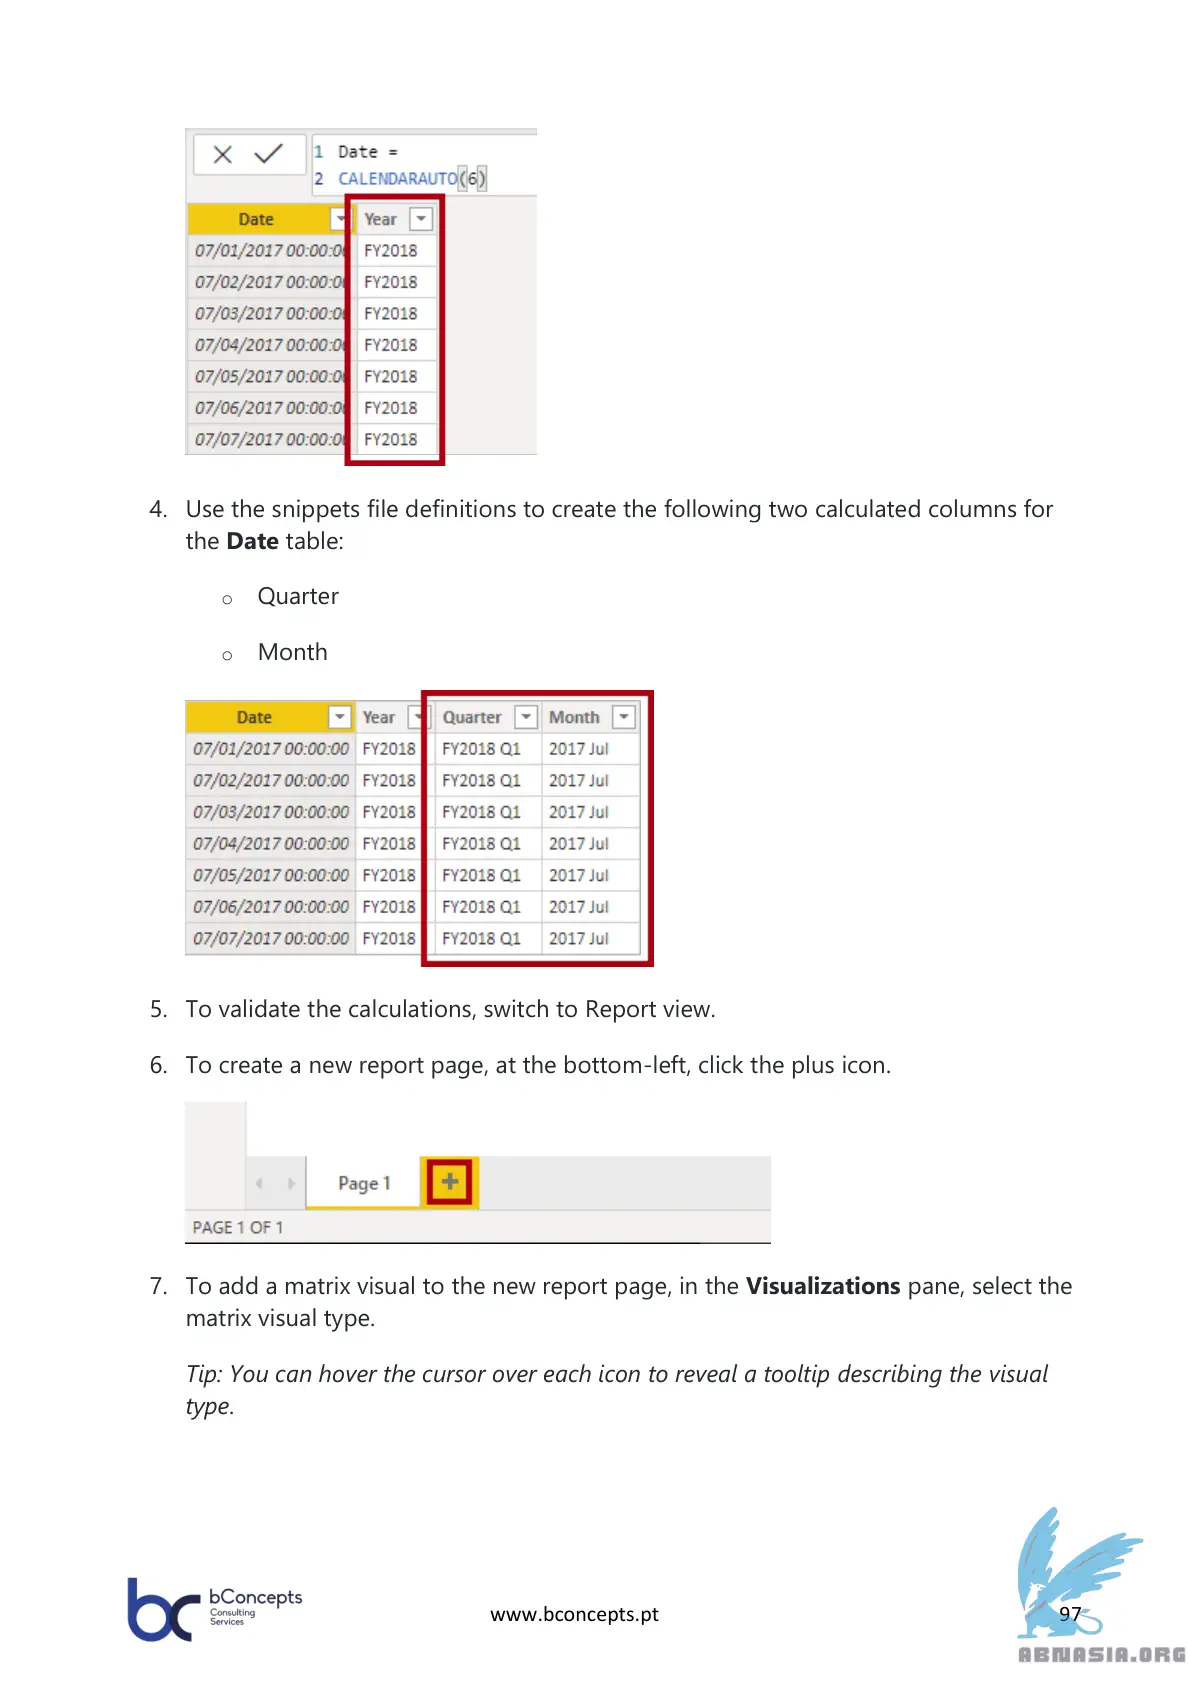 1 Date =
2 CALENDARAUTO(6)
Date Year
07/01/2017 00:00:00 FY2018
07/02/2017 00:00:00 FY2018
07/03/2017 00:00:00 FY2018
07/04/2017 00:00:00 FY2018
07/05/2017 00:00:00 FY2018
07/06/2017 00:00:00 FY2018
07/07/2017 00:00:00 FY2018
4. Use the snippets file definitions to create the following two calculated columns for
the Date table:
o Quarter
o Month
Date Year Quarter Month
07/01/2017 00:00:00 FY2018 FY2018 Q1 2017 Jul
07/02/2017 00:00:00 FY2018 FY2018 Q1 2017 Jul
07/03/2017 00:00:00 FY2018 FY2018 Q1 2017 Jul
07/04/2017 00:00:00 FY2018 FY2018 Q1 2017 Jul
07/05/2017 00:00:00 FY2018 FY2018 Q1 2017 Jul
07/06/2017 00:00:00 FY2018 FY2018 Q1 2017 Jul
07/07/2017 00:00:00 FY2018 FY2018 Q1 2017 Jul
5. To validate the calculations, switch to Report view.
6. To create a new report page, at the bottom-left, click the plus icon.
Page 1 +
PAGE 1 OF 1
7. To add a matrix visual to the new report page, in the Visualizations pane, select the
matrix visual type.
Tip: You can hover the cursor over each icon to reveal a tooltip describing the visual
type.
bc bConcepts
Consulting
Services
www.bconcepts.pt
97
ABNASIA.ORG